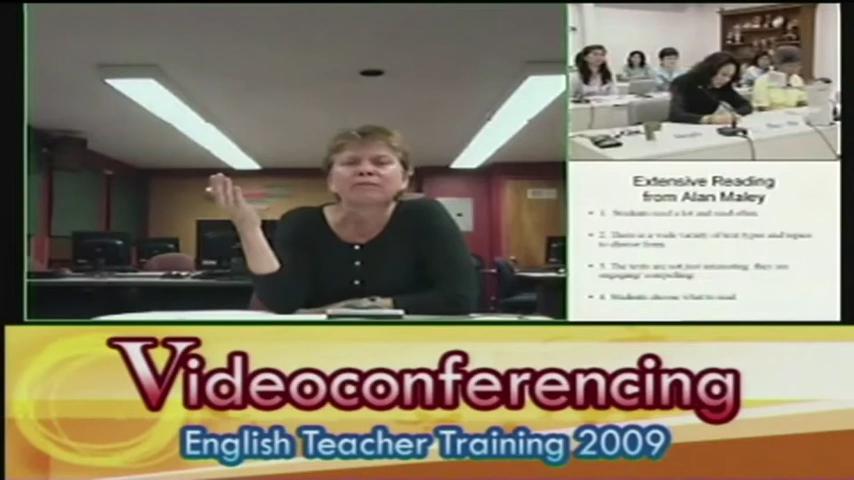 Extensive Reading
from Alan Maley
• 1. Students read a lot and read often.
• 2. There is a wide variety of text types and topics
to choose from.
• 3. The texts are not just interesting: they are
engaging/ compelling.
• 4. Students choose what to read.
Videoconferencing
English Teacher Training 2009